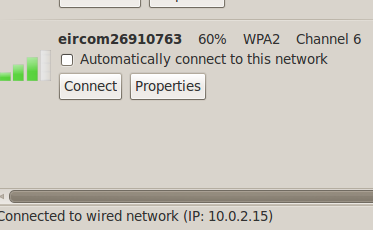 eircom26910763 60% WPA2 Channel 6
Automatically connect to this network
Connect Properties
Connected to wired network (IP: 10.0.2.15)